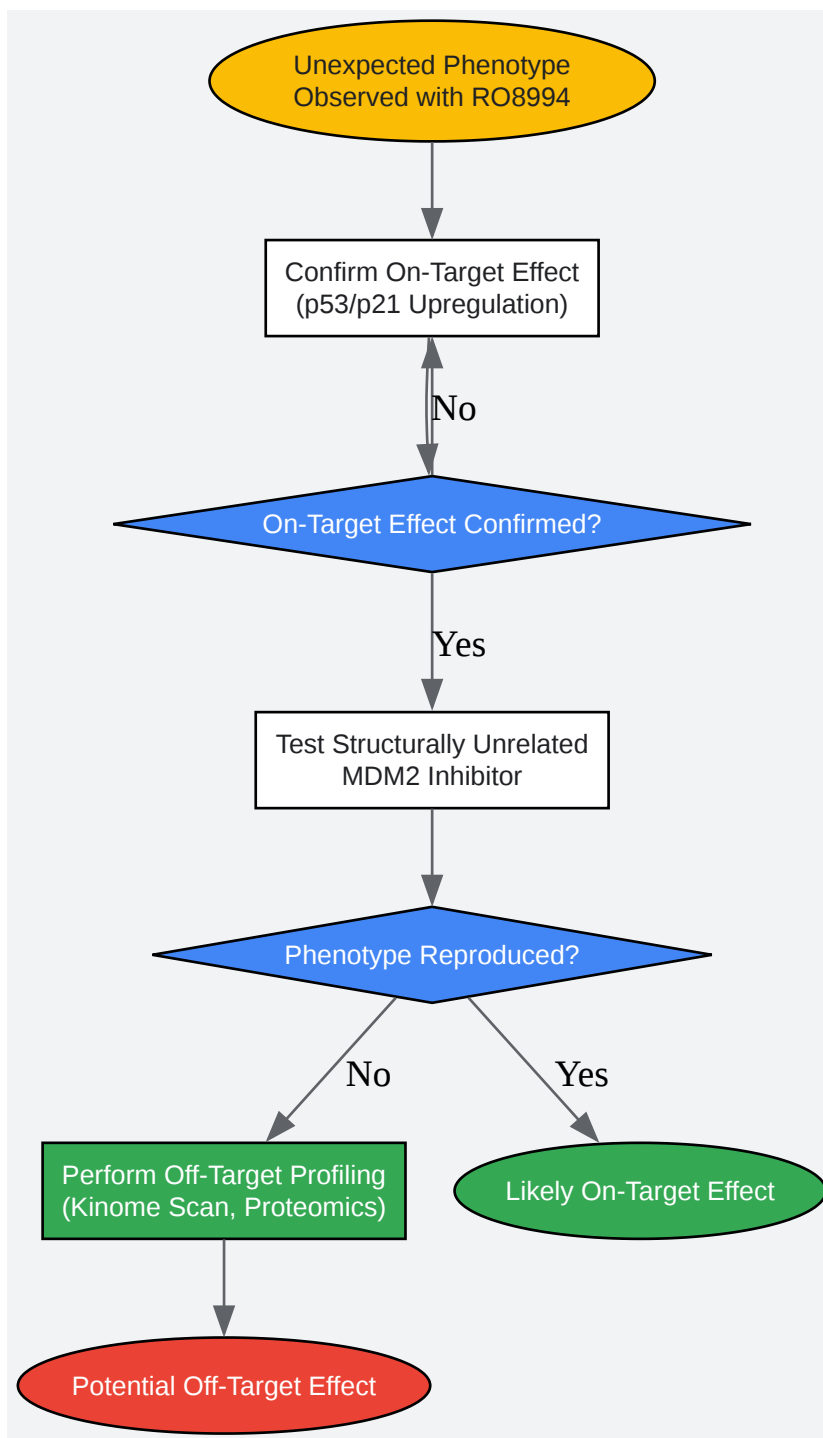 Unexpected Phenotype
Observed with RO8994
Confirm On-Target Effect
(p53/p21 Upregulation)
No
On-Target Effect Confirmed?
Yes
Test Structurally Unrelated
MDM2 Inhibitor
Phenotype Reproduced?
No
Yes
Perform Off-Target Profiling
(Kinome Scan, Proteomics)
Likely On-Target Effect
Potential Off-Target Effect